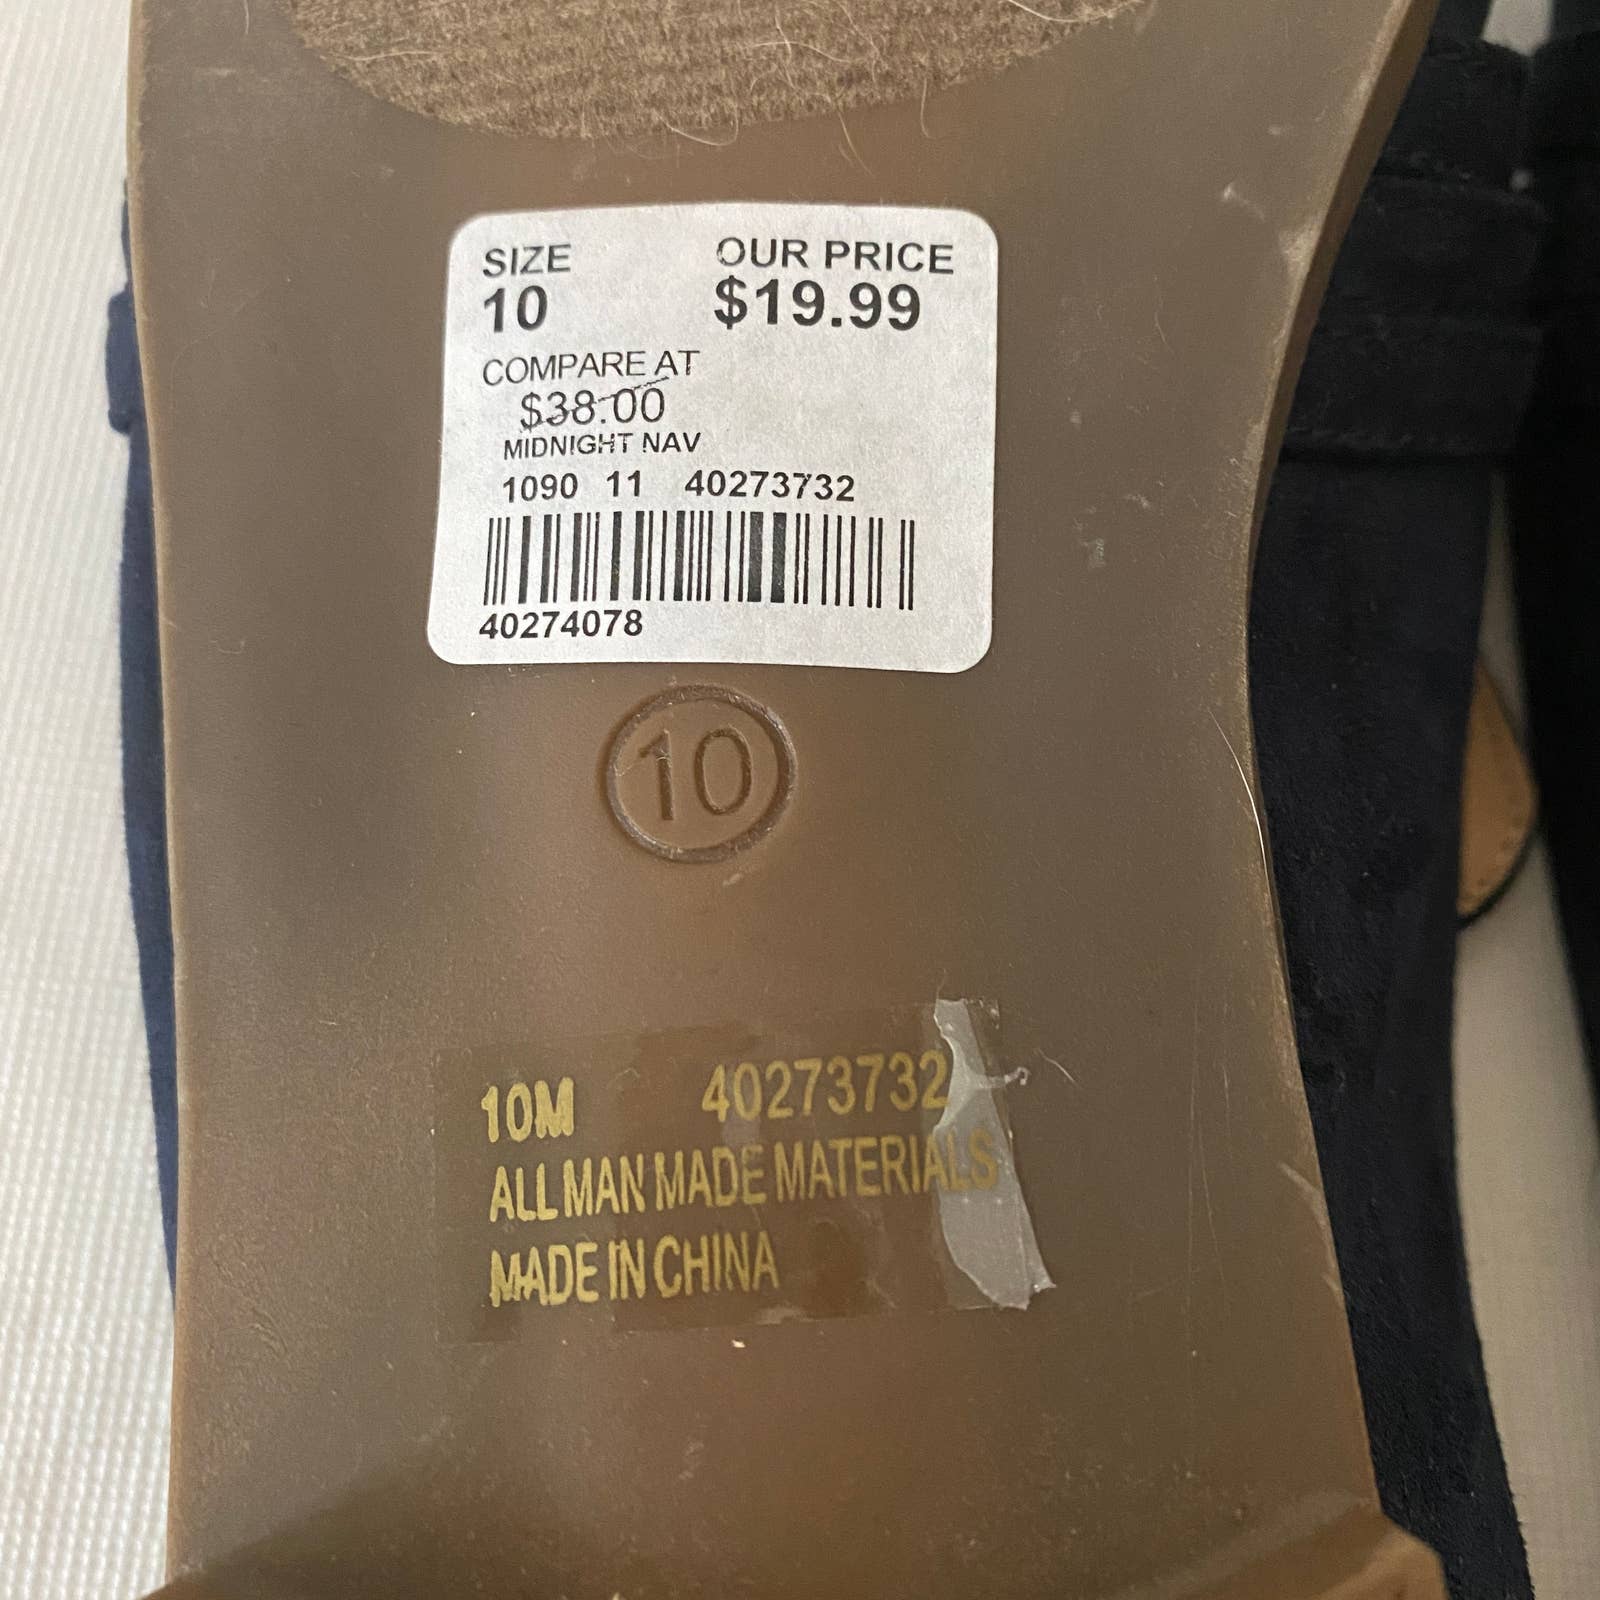 SIZE OUR PRICE
10 $19.99
COMPARE AT
$38.00
MIDNIGHT NAV
1090 11 40273732
40274078
10
10M 40273732
ALL MAN MADE MATERIALS
MADE IN CHINA